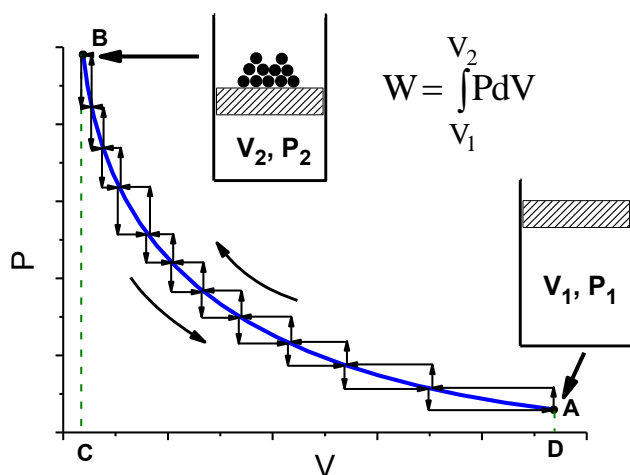 B
V₂, P₂
W = ∫PdV
V₂
V₁
V₁, P₁
P
A
C
V
D